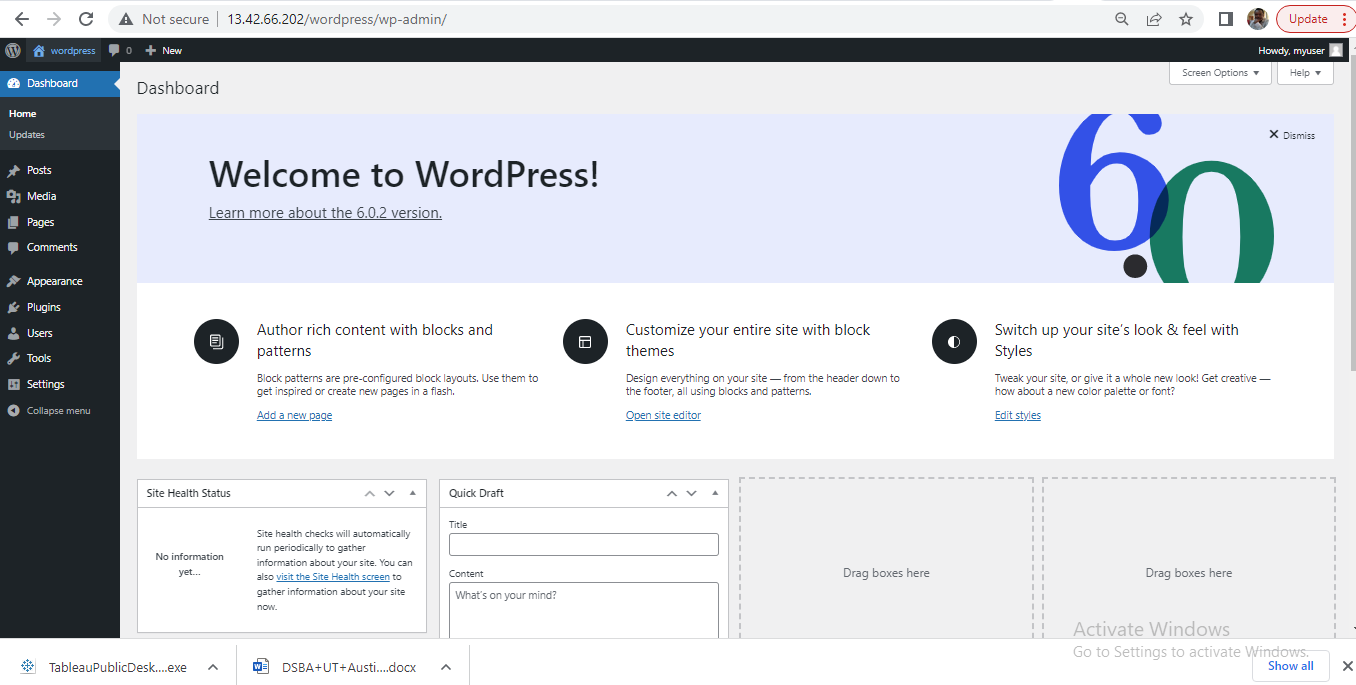 Not secure | 13.42.66.202/wordpress/wp-admin/
Update
wordpress 0 New
Howdy, myuser
Dashboard
Home
Updates
Posts
Media
Pages
Comments
Appearance
Plugins
Users
Tools
Settings
Collapse menu
Screen Options
Help
Dashboard
Welcome to WordPress!
Learn more about the 6.0.2 version.
6.0
Dismiss
Author rich content with blocks and
patterns
Block patterns are pre-configured block layouts. Use them to
get inspired or create new pages in a flash.
Add a new page
Customize your entire site with block
themes
Design everything on your site — from the header down to
the footer, all using blocks and patterns.
Open site editor
Switch up your site's look & feel with
Styles
Tweak your site, or give it a whole new look! Get creative —
how about a new color palette or font?
Edit styles
Site Health Status
No information
yet...
Site health checks will automatically
run periodically to gather
information about your site. You can
also visit the Site Health screen to
gather information about your site
now.
Quick Draft
Title
Content
What's on your mind?
Drag boxes here
Drag boxes here
Activate Windows
Go to Settings to activate Windows.
TableauPublicDesk....exe
DSBA+UT+Austi....docx
Show all